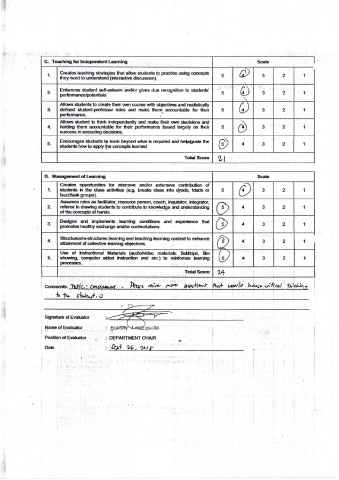 C. Teaching for Independent Learning Scale
1. Creates teaching strategies that allow students to practice using concepts they need to understand (interactive discussion). 5 4 3 2 1
2. Enhances student self-esteem and/or gives due recognition to students' performance/potentials 5 4 3 2 1
3. Allows students to create their own course with objectives and realistically defined student-professor rules and make them accountable for their performance. 5 4 3 2 1
4. Allows student to think independently and make their own decisions and holding them accountable for their performance based largely on their success in executing decisions. 5 4 3 2 1
5. Encourages students to learn beyond what is required and help/guide the students how to apply the concepts learned 5 4 3 2 1
Total Score 21
D. Management of Learning Scale
1. Creates opportunities for intensive and/or extensive contribution of students in the class activities (e.g. breaks class into dyads, triads or buzz/task groups). 5 4 3 2 1
2. Assumes roles as facilitator, resource person, coach, inquisitor, integrator, referee in drawing students to contribute to knowledge and understanding of the concepts at hands. 5 4 3 2 1
3. Designs and implements learning conditions and experience that promotes healthy exchange and/or confrontations. 5 4 3 2 1
4. Structures/re-structures learning and teaching-learning context to enhance attainment of collective learning objectives. 5 4 3 2 1
5. Use of Instructional Materials (audio/video materials: fieldtrips, film showing, computer aided instruction and etc.) to reinforces learning processes. 5 4 3 2 1
Total Score 24
Comments: more questions that would enhance critical thinking
to the student.
Signature of Evaluator :
Name of Evaluator :
Position of Evaluator : DEPARTMENT CHAIR
Date : Sept 26, 2018